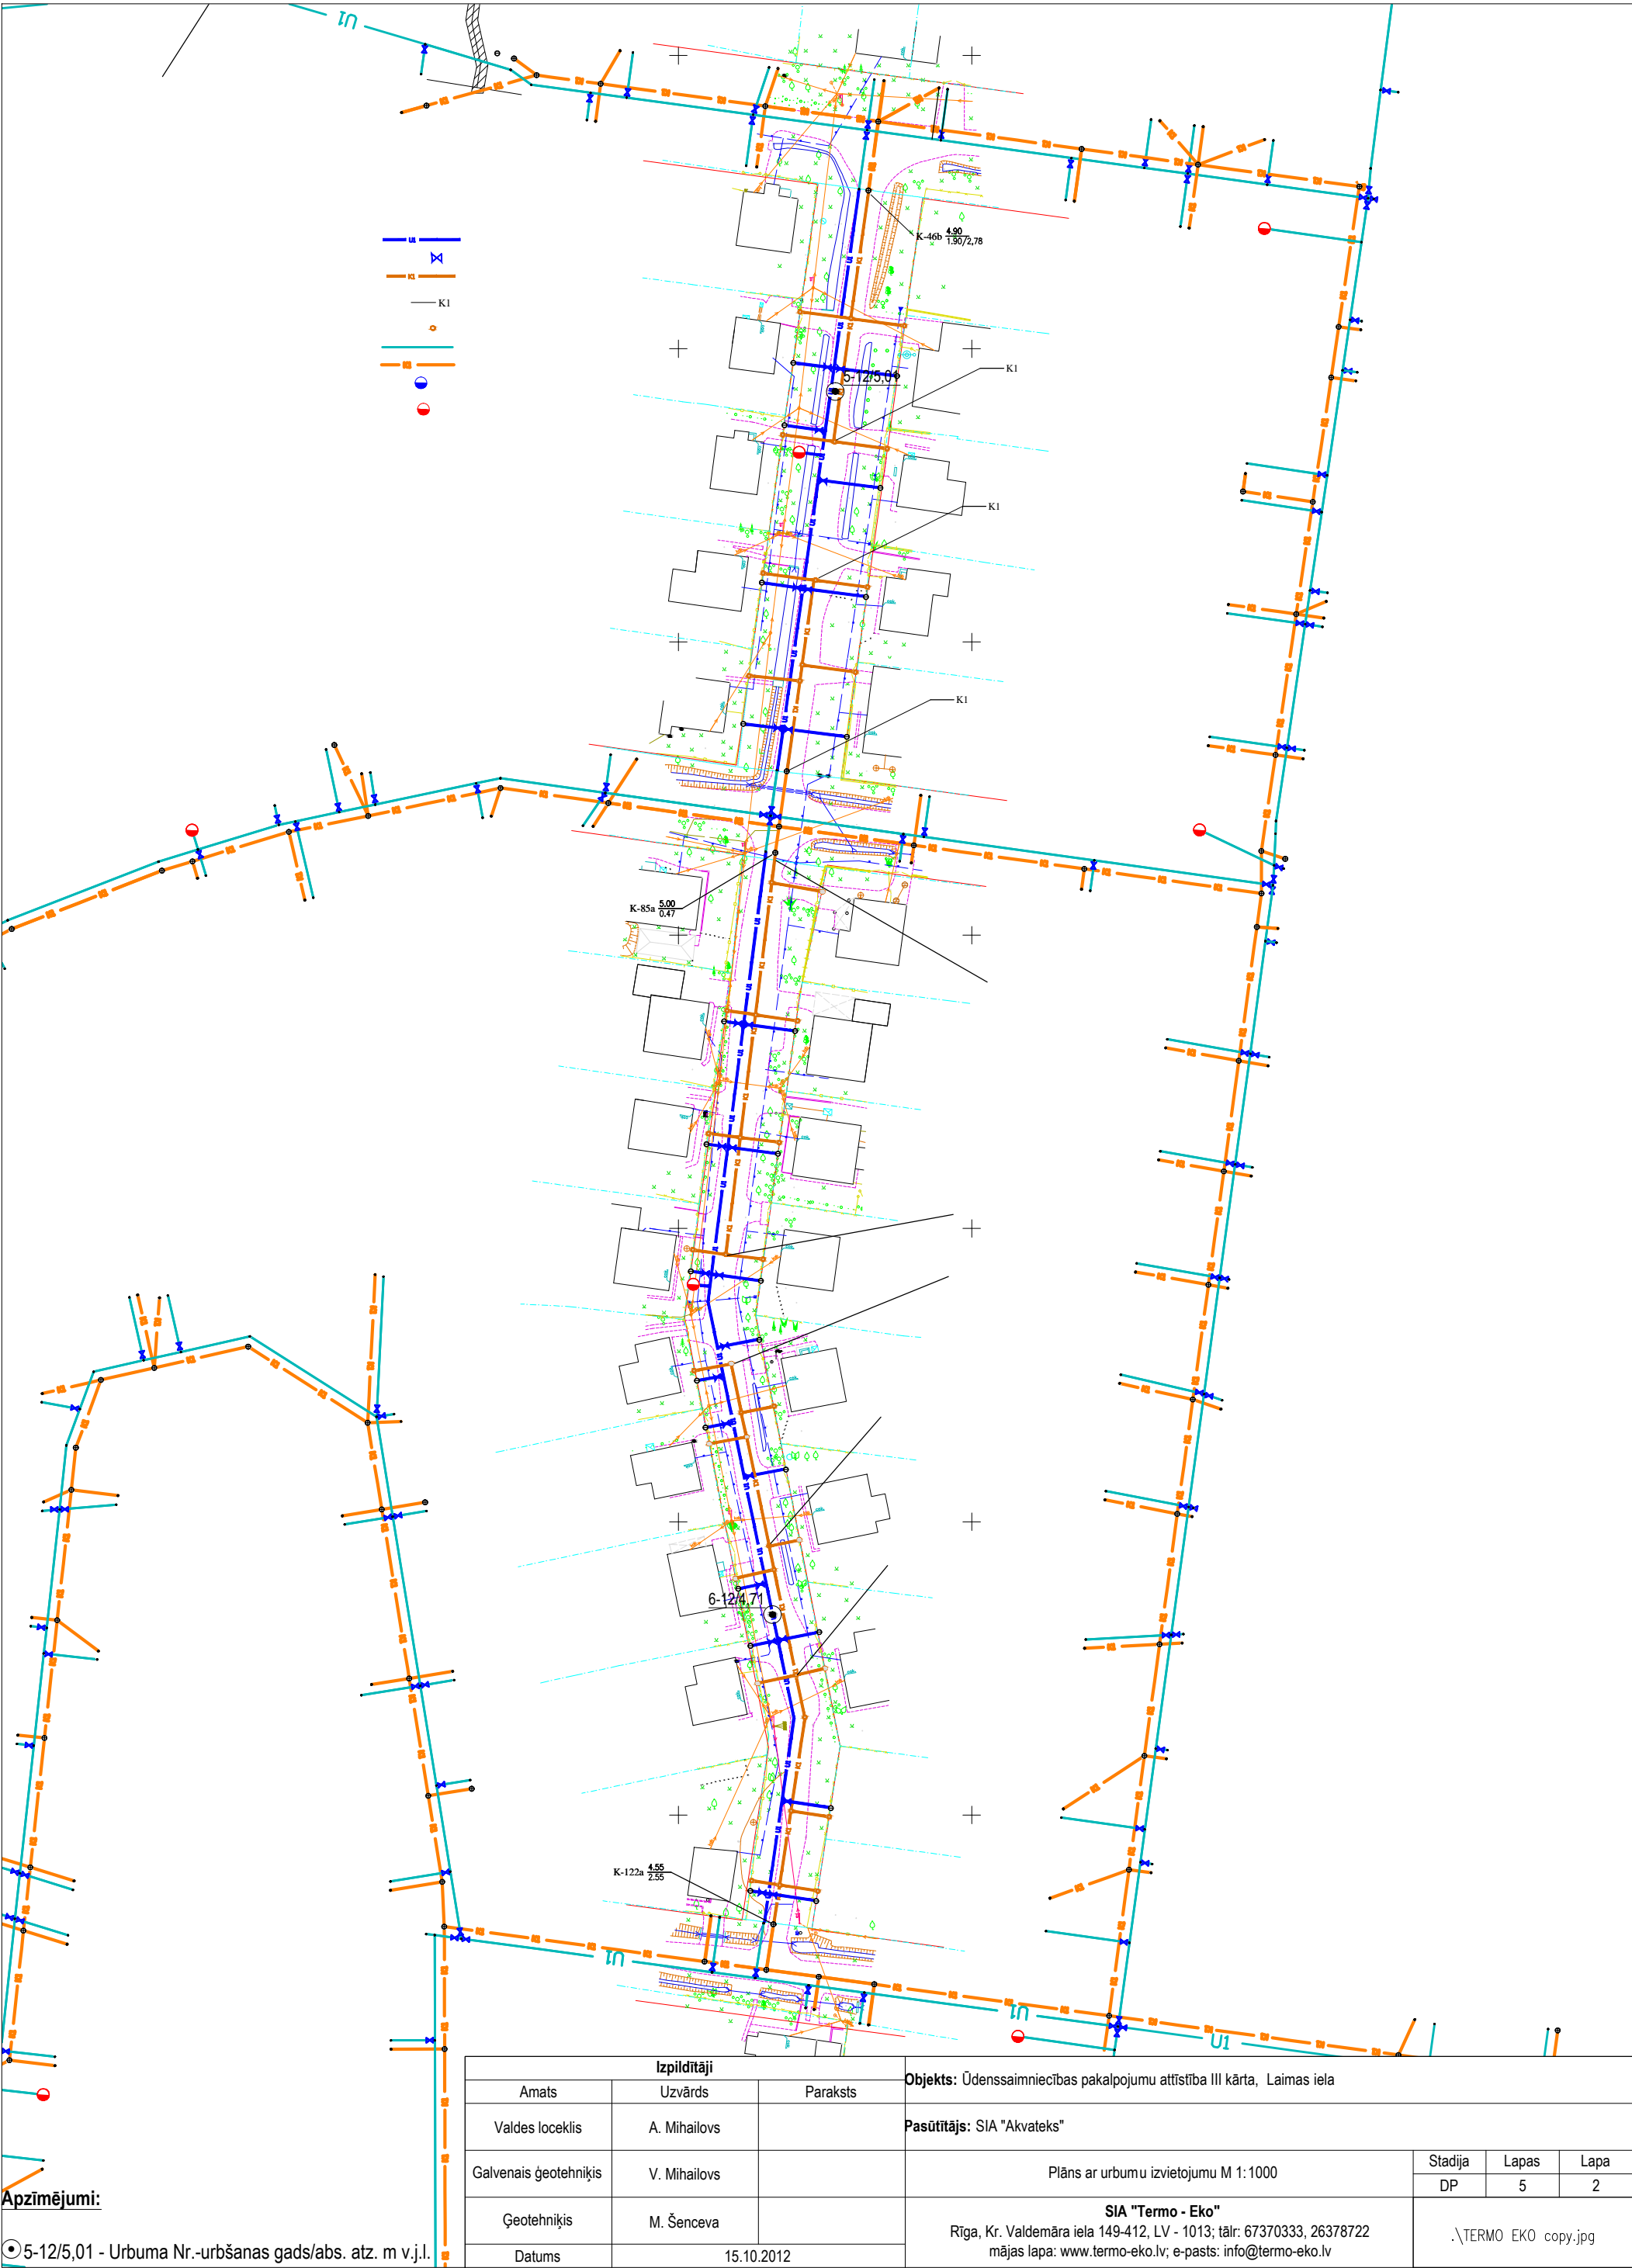 U1
K-46b 4.90
1.90/2,78
U1
K1
K1
5-12/5,01
K1
K1
K1
K-85a 5.00
0.47
6-12/4,71
K-122a 4.55
2.55
U1
U1
U1
Izpildītāji
Amats Uzvārds Paraksts
Valdes loceklis A. Mihailovs
Galvenais ģeotehniķis V. Mihailovs
Ģeotehniķis M. Šenceva
Datums 15.10.2012
Objekts: Ūdenssaimniecības pakalpojumu attīstība III kārta, Laimas iela
Pasūtītājs: SIA "Akvateks"
Plāns ar urbumu izvietojumu M 1:1000
Stadija Lapas Lapa
DP 5 2
SIA "Termo - Eko"
Rīga, Kr. Valdemāra iela 149-412, LV - 1013; tālr: 67370333, 26378722
mājas lapa: www.termo-eko.lv; e-pasts: info@termo-eko.lv
.\TERMO EKO copy.jpg
Apzīmējumi:
5-12/5,01 - Urbuma Nr.-urbšanas gads/abs. atz. m v.j.l.